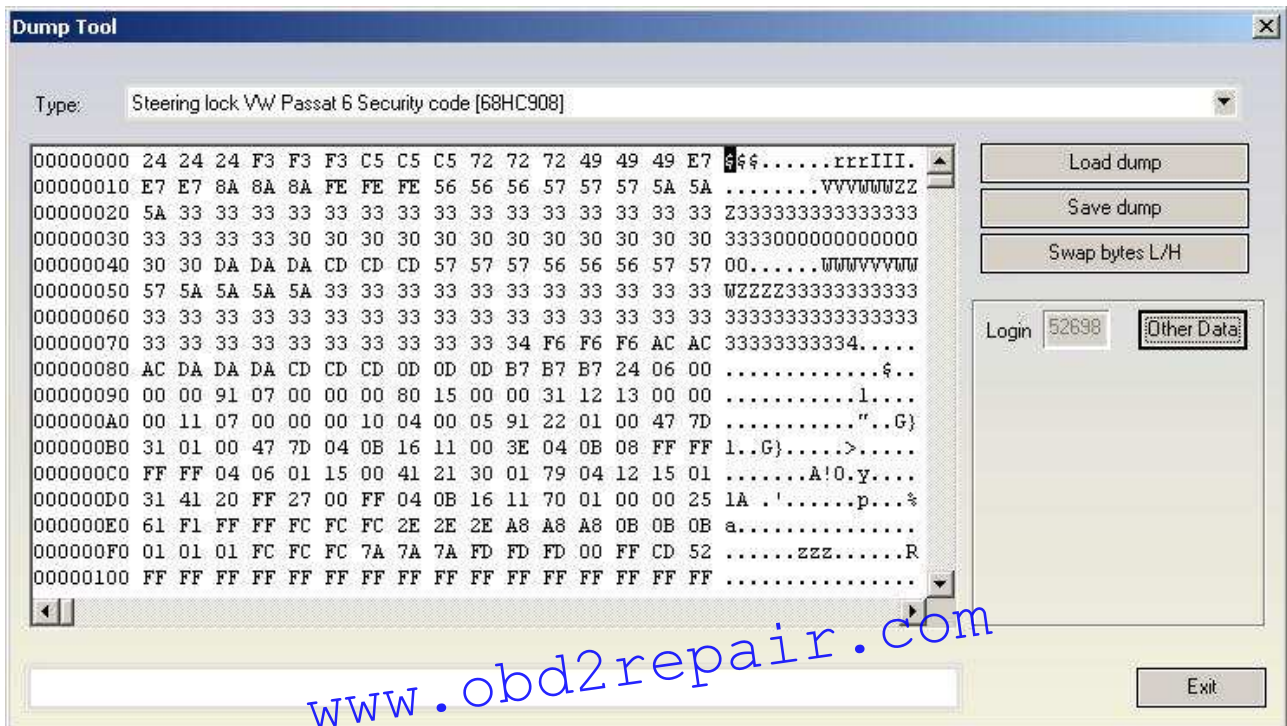 Dump Tool
Type: Steering lock VW Passat 6 Security code [68HC908]
00000000 24 24 24 F3 F3 F3 C5 C5 C5 72 72 72 49 49 49 E7 $$$......rrrIII.
00000010 E7 E7 8A 8A 8A FE FE FE 56 56 56 57 57 57 5A 5A ........VVVWWWZZ
00000020 5A 33 33 33 33 33 33 33 33 33 33 33 33 33 33 33 Z333333333333333
00000030 33 33 33 33 30 30 30 30 30 30 30 30 30 30 30 30 3333000000000000
00000040 30 30 DA DA DA CD CD CD 57 57 57 56 56 56 57 57 00......WWWVVVWW
00000050 57 5A 5A 5A 5A 33 33 33 33 33 33 33 33 33 33 33 WZZZZ33333333333
00000060 33 33 33 33 33 33 33 33 33 33 33 33 33 33 33 33 3333333333333333
00000070 33 33 33 33 33 33 33 33 33 33 34 F6 F6 F6 AC AC 33333333334.....
00000080 AC DA DA DA CD CD CD 0D 0D 0D B7 B7 B7 24 06 00 .............$..
00000090 00 00 91 07 00 00 00 80 15 00 00 31 12 13 00 00 ...........1....
000000A0 00 11 07 00 00 00 10 04 00 05 91 22 01 00 47 7D ..........."..G}
000000B0 31 01 00 47 7D 04 0B 16 11 00 3E 04 0B 08 FF FF 1..G}.....>.....
000000C0 FF FF 04 06 01 15 00 41 21 30 01 79 04 12 15 01 .......A!0.y....
000000D0 31 41 20 FF 27 00 FF 04 0B 16 11 70 01 00 00 25 1A .'......p...%
000000E0 61 F1 FF FF FC FC FC 2E 2E 2E A8 A8 A8 0B 0B 0B a...............
000000F0 01 01 01 FC FC FC 7A 7A 7A FD FD FD 00 FF CD 52 ......zzz......R
00000100 FF FF FF FF FF FF FF FF FF FF FF FF FF FF FF FF ................
Load dump
Save dump
Swap bytes L/H
Login 52698 Other Data
www.obd2repair.com
Exit